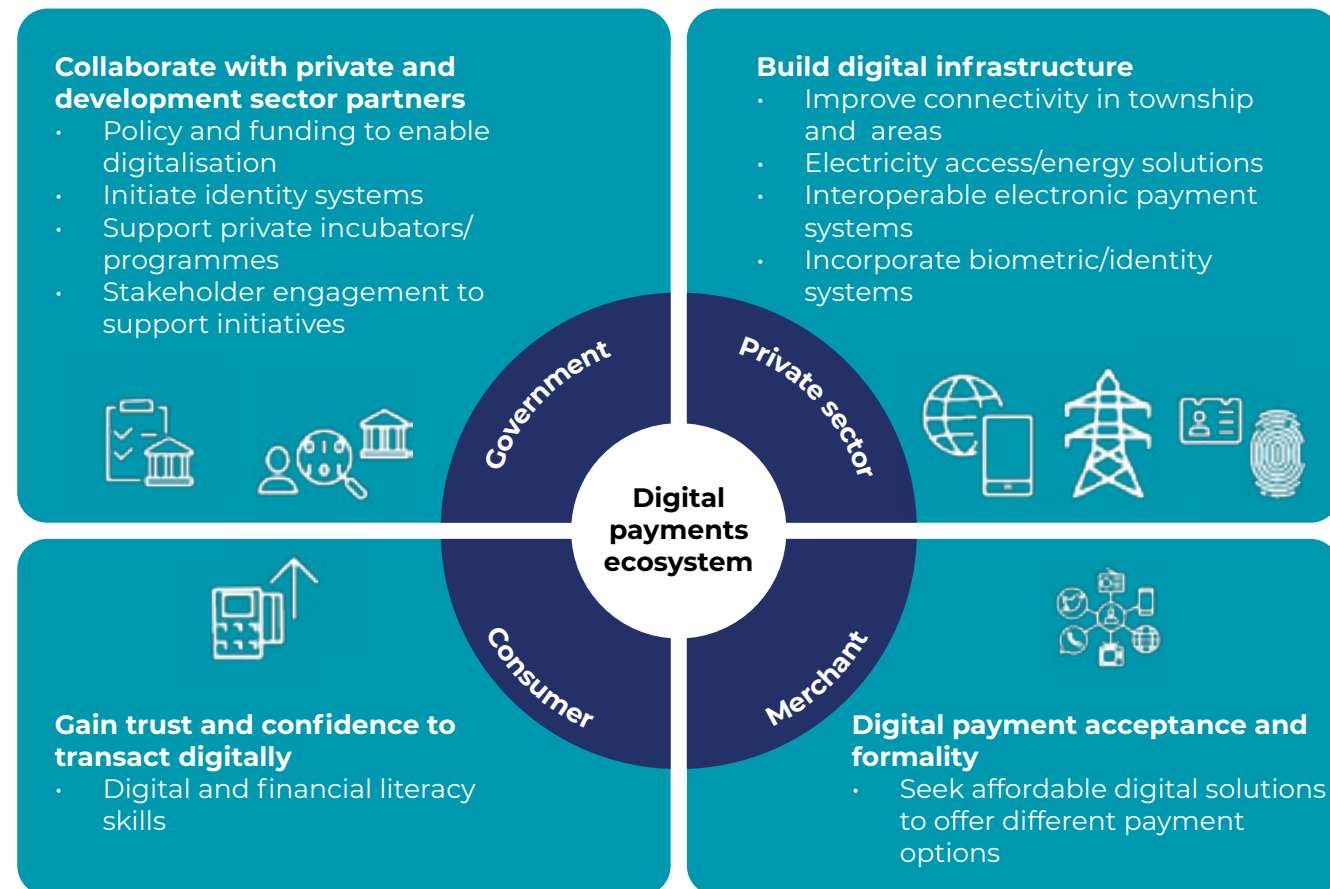 Collaborate with private and
development sector partners
· Policy and funding to enable
digitalisation
· Initiate identity systems
· Support private incubators/
programmes
· Stakeholder engagement to
support initiatives
Build digital infrastructure
· Improve connectivity in township
and  areas
· Electricity access/energy solutions
· Interoperable electronic payment
systems
· Incorporate biometric/identity
systems
Government
Private sector
Digital
payments
ecosystem
Consumer
Merchant
Gain trust and confidence to
transact digitally
· Digital and financial literacy
skills
Digital payment acceptance and
formality
· Seek affordable digital solutions
to offer different payment
options